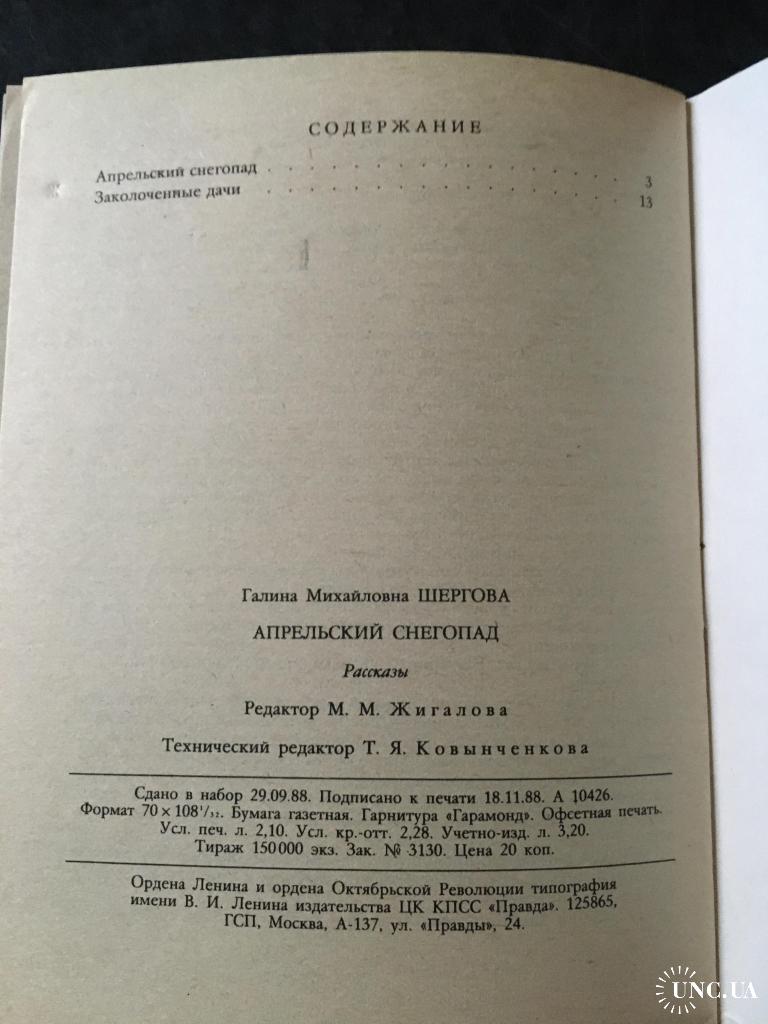 СОДЕРЖАНИЕ
Апрельский снегопад . . . . . . . . . . . . . . . . 3
Заколоченные дачи . . . . . . . . . . . . . . . . 13
Галина Михайловна ШЕРГОВА
АПРЕЛЬСКИЙ СНЕГОПАД
Рассказы
Редактор М. М. Жигалова
Технический редактор Т. Я. Ковынченкова
Сдано в набор 29.09.88. Подписано к печати 18.11.88. А 10426.
Формат 70×108¹/₃₂. Бумага газетная. Гарнитура «Гарамонд». Офсетная печать.
Усл. печ. л. 2,10. Усл. кр.-отт. 2,28. Учетно-изд. л. 3,20.
Тираж 150000 экз. Зак. № 3130. Цена 20 коп.
Ордена Ленина и ордена Октябрьской Революции типография
имени В. И. Ленина издательства ЦК КПСС «Правда». 125865,
ГСП, Москва, А-137, ул. «Правды», 24.
UNC.UA